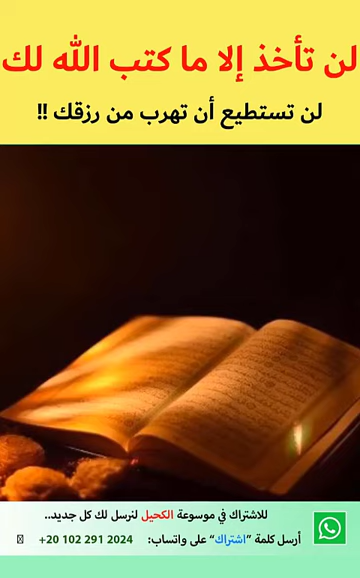 لن تأخذ إلا ما كتب الله لك
لن تستطيع أن تهرب من رزقك !!
للاشتراك في موسوعة الكحيل لنرسل لك كل جديد..
أرسل كلمة ”اشتراك“ على واتساب: +20 102 291 2024